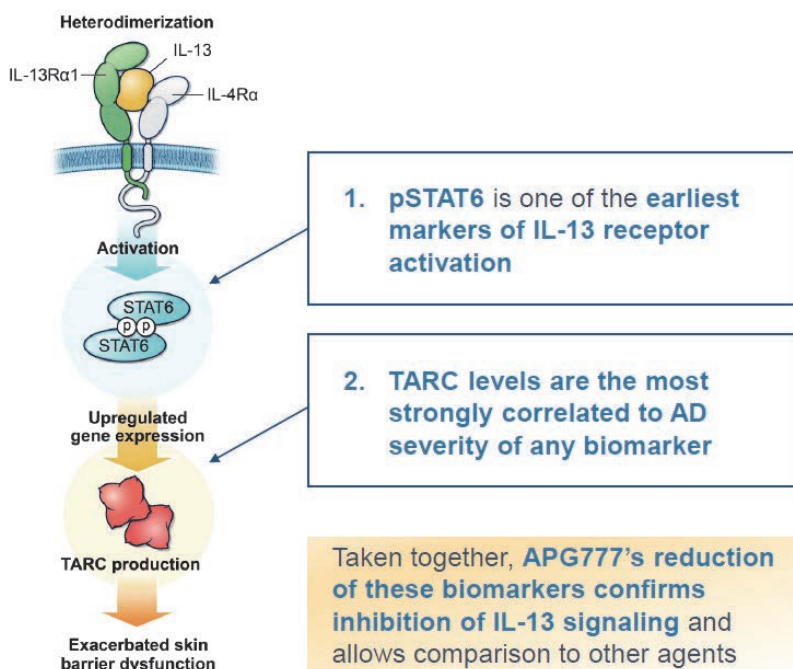 Heterodimerization
IL-13
IL-13Rα1
IL-4Rα
Activation
STAT6
P P
STAT6
Upregulated
gene expression
TARC production
Exacerbated skin
barrier dysfunction
1. pSTAT6 is one of the earliest
markers of IL-13 receptor
activation
2. TARC levels are the most
strongly correlated to AD
severity of any biomarker
Taken together, APG777’s reduction
of these biomarkers confirms
inhibition of IL-13 signaling and
allows comparison to other agents